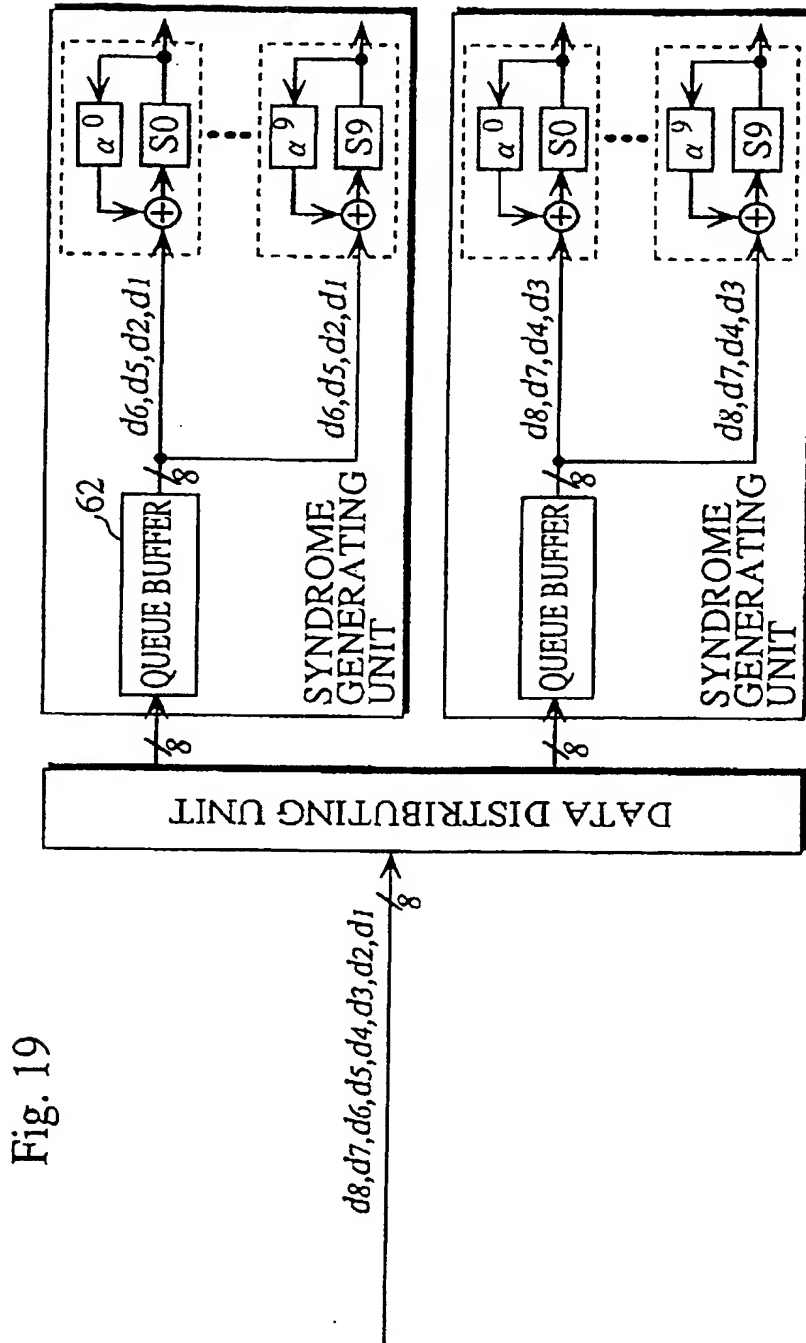 Fig. 19
d8,d7,d6,d5,d4,d3,d2,d1
8
DATA DISTRIBUTING UNIT
8
QUEUE BUFFER
62
8
SYNDROME
GENERATING
UNIT
d6,d5,d2,d1
α⁰
S0
d6,d5,d2,d1
α⁹
S9
8
QUEUE BUFFER
8
SYNDROME
GENERATING
UNIT
d8,d7,d4,d3
α⁰
S0
d8,d7,d4,d3
α⁹
S9